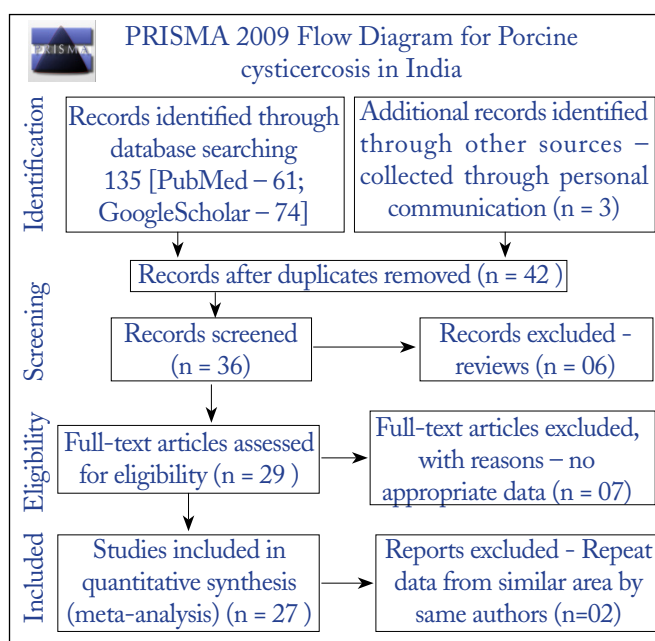 PRISMA
PRISMA 2009 Flow Diagram for Porcine
cysticercosis in India
Identification
Records identified through
database searching
135 [PubMed – 61;
GoogleScholar – 74]
Additional records identified
through other sources –
collected through personal
communication (n = 3)
Records after duplicates removed (n = 42 )
Screening
Records screened
(n = 36)
Records excluded -
reviews (n = 06)
Eligibility
Full-text articles assessed
for eligibility (n = 29 )
Full-text articles excluded,
with reasons – no
appropriate data (n = 07)
Included
Studies included in
quantitative synthesis
(meta-analysis) (n = 27 )
Reports excluded - Repeat
data from similar area by
same authors (n=02)